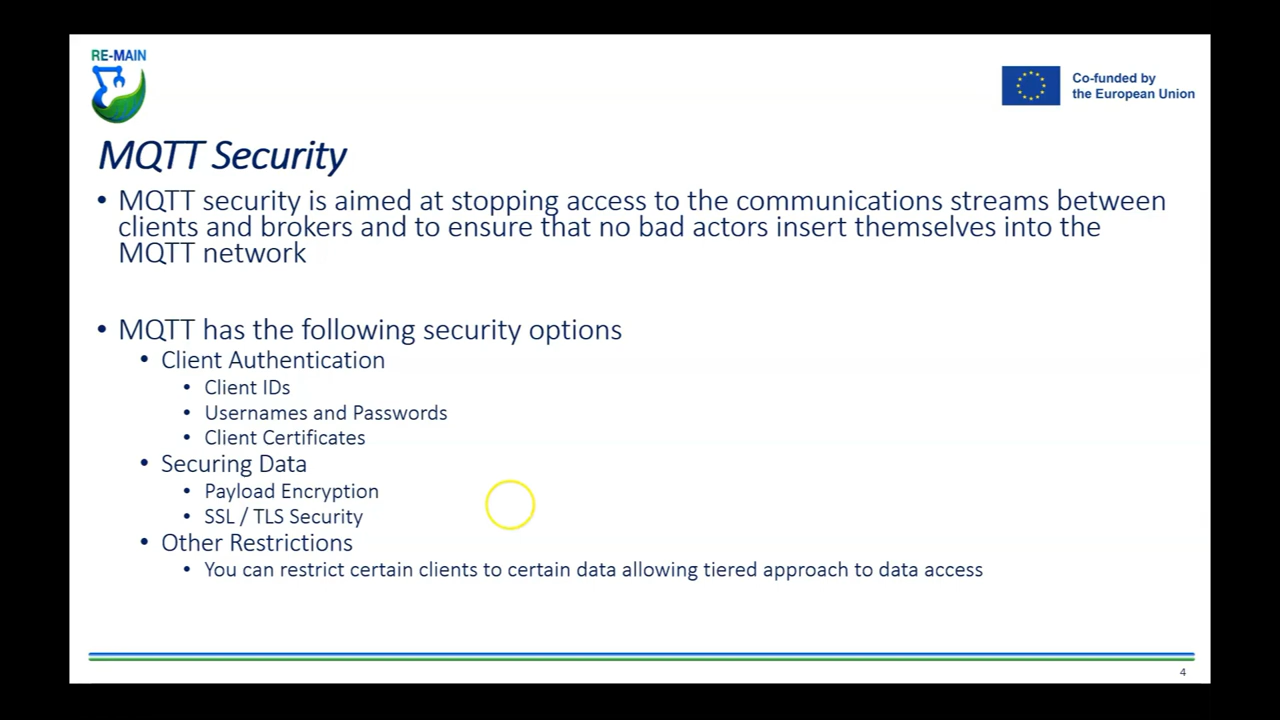 RE-MAIN
Co-funded by
the European Union
MQTT Security
• MQTT security is aimed at stopping access to the communications streams between
clients and brokers and to ensure that no bad actors insert themselves into the
MQTT network
• MQTT has the following security options
• Client Authentication
• Client IDs
• Usernames and Passwords
• Client Certificates
• Securing Data
• Payload Encryption
• SSL / TLS Security
• Other Restrictions
• You can restrict certain clients to certain data allowing tiered approach to data access
4